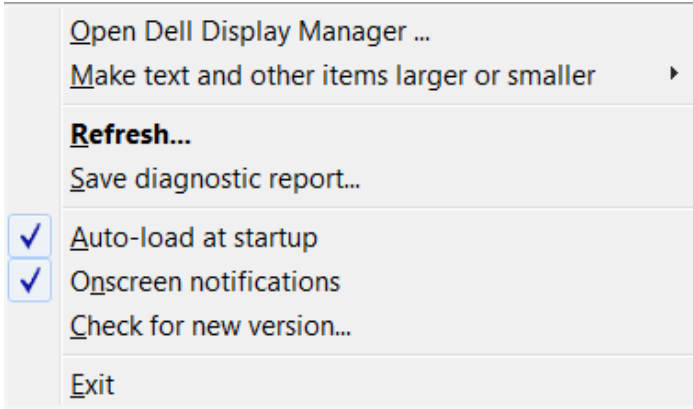 Open Dell Display Manager ...
Make text and other items larger or smaller
Refresh...
Save diagnostic report...
Auto-load at startup
Onscreen notifications
Check for new version...
Exit